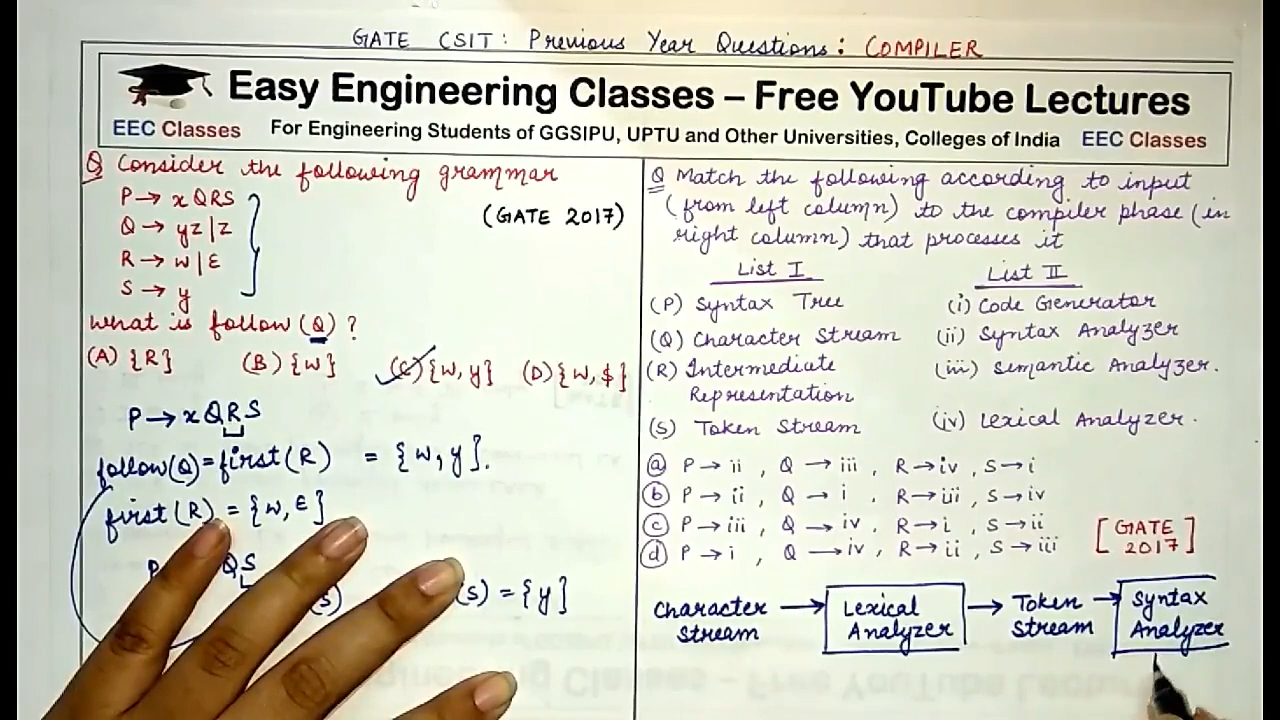 GATE CSIT: Previous Year Questions: COMPILER
Easy Engineering Classes – Free YouTube Lectures
EEC Classes For Engineering Students of GGSIPU, UPTU and Other Universities, Colleges of India EEC Classes
Q Consider the following grammar
P → xQRS
(GATE 2017)
Q → yz|z
R → w|ε
S → y
What is follow (Q) ?
(A) {R} (B) {w} (C) {w, y} (D) {w, $}
P → xQRS
follow(Q) = first(R) = {w, y}.
first(R) = {w, ε}
QS
(S) (S) = {y}
Q Match the following according to input
(from left column) to the compiler phase (in
right column) that processes it
List I List II
(P) Syntax Tree (i) Code Generator
(Q) Character Stream (ii) Syntax Analyzer
(R) Intermediate (iii) Semantic Analyzer.
Representation
(S) Token Stream (iv) Lexical Analyzer.
(a) P → ii , Q → iii , R → iv , S → i
(b) P → ii , Q → i , R → iii , S → iv
(c) P → iii , Q → iv , R → i , S → ii
(d) P → i , Q → iv , R → ii , S → iii
[GATE
2017]
Character → Lexical → Token → Syntax
Stream Analyzer Stream Analyzer